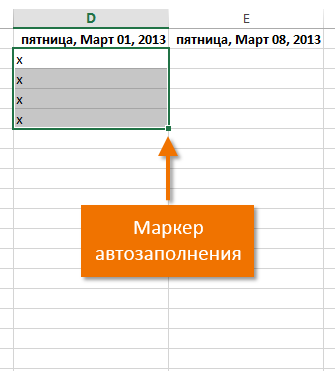 D E
пятница, Март 01, 2013 пятница, Март 08, 2013
x
x
x
x
Маркер
автозаполнения